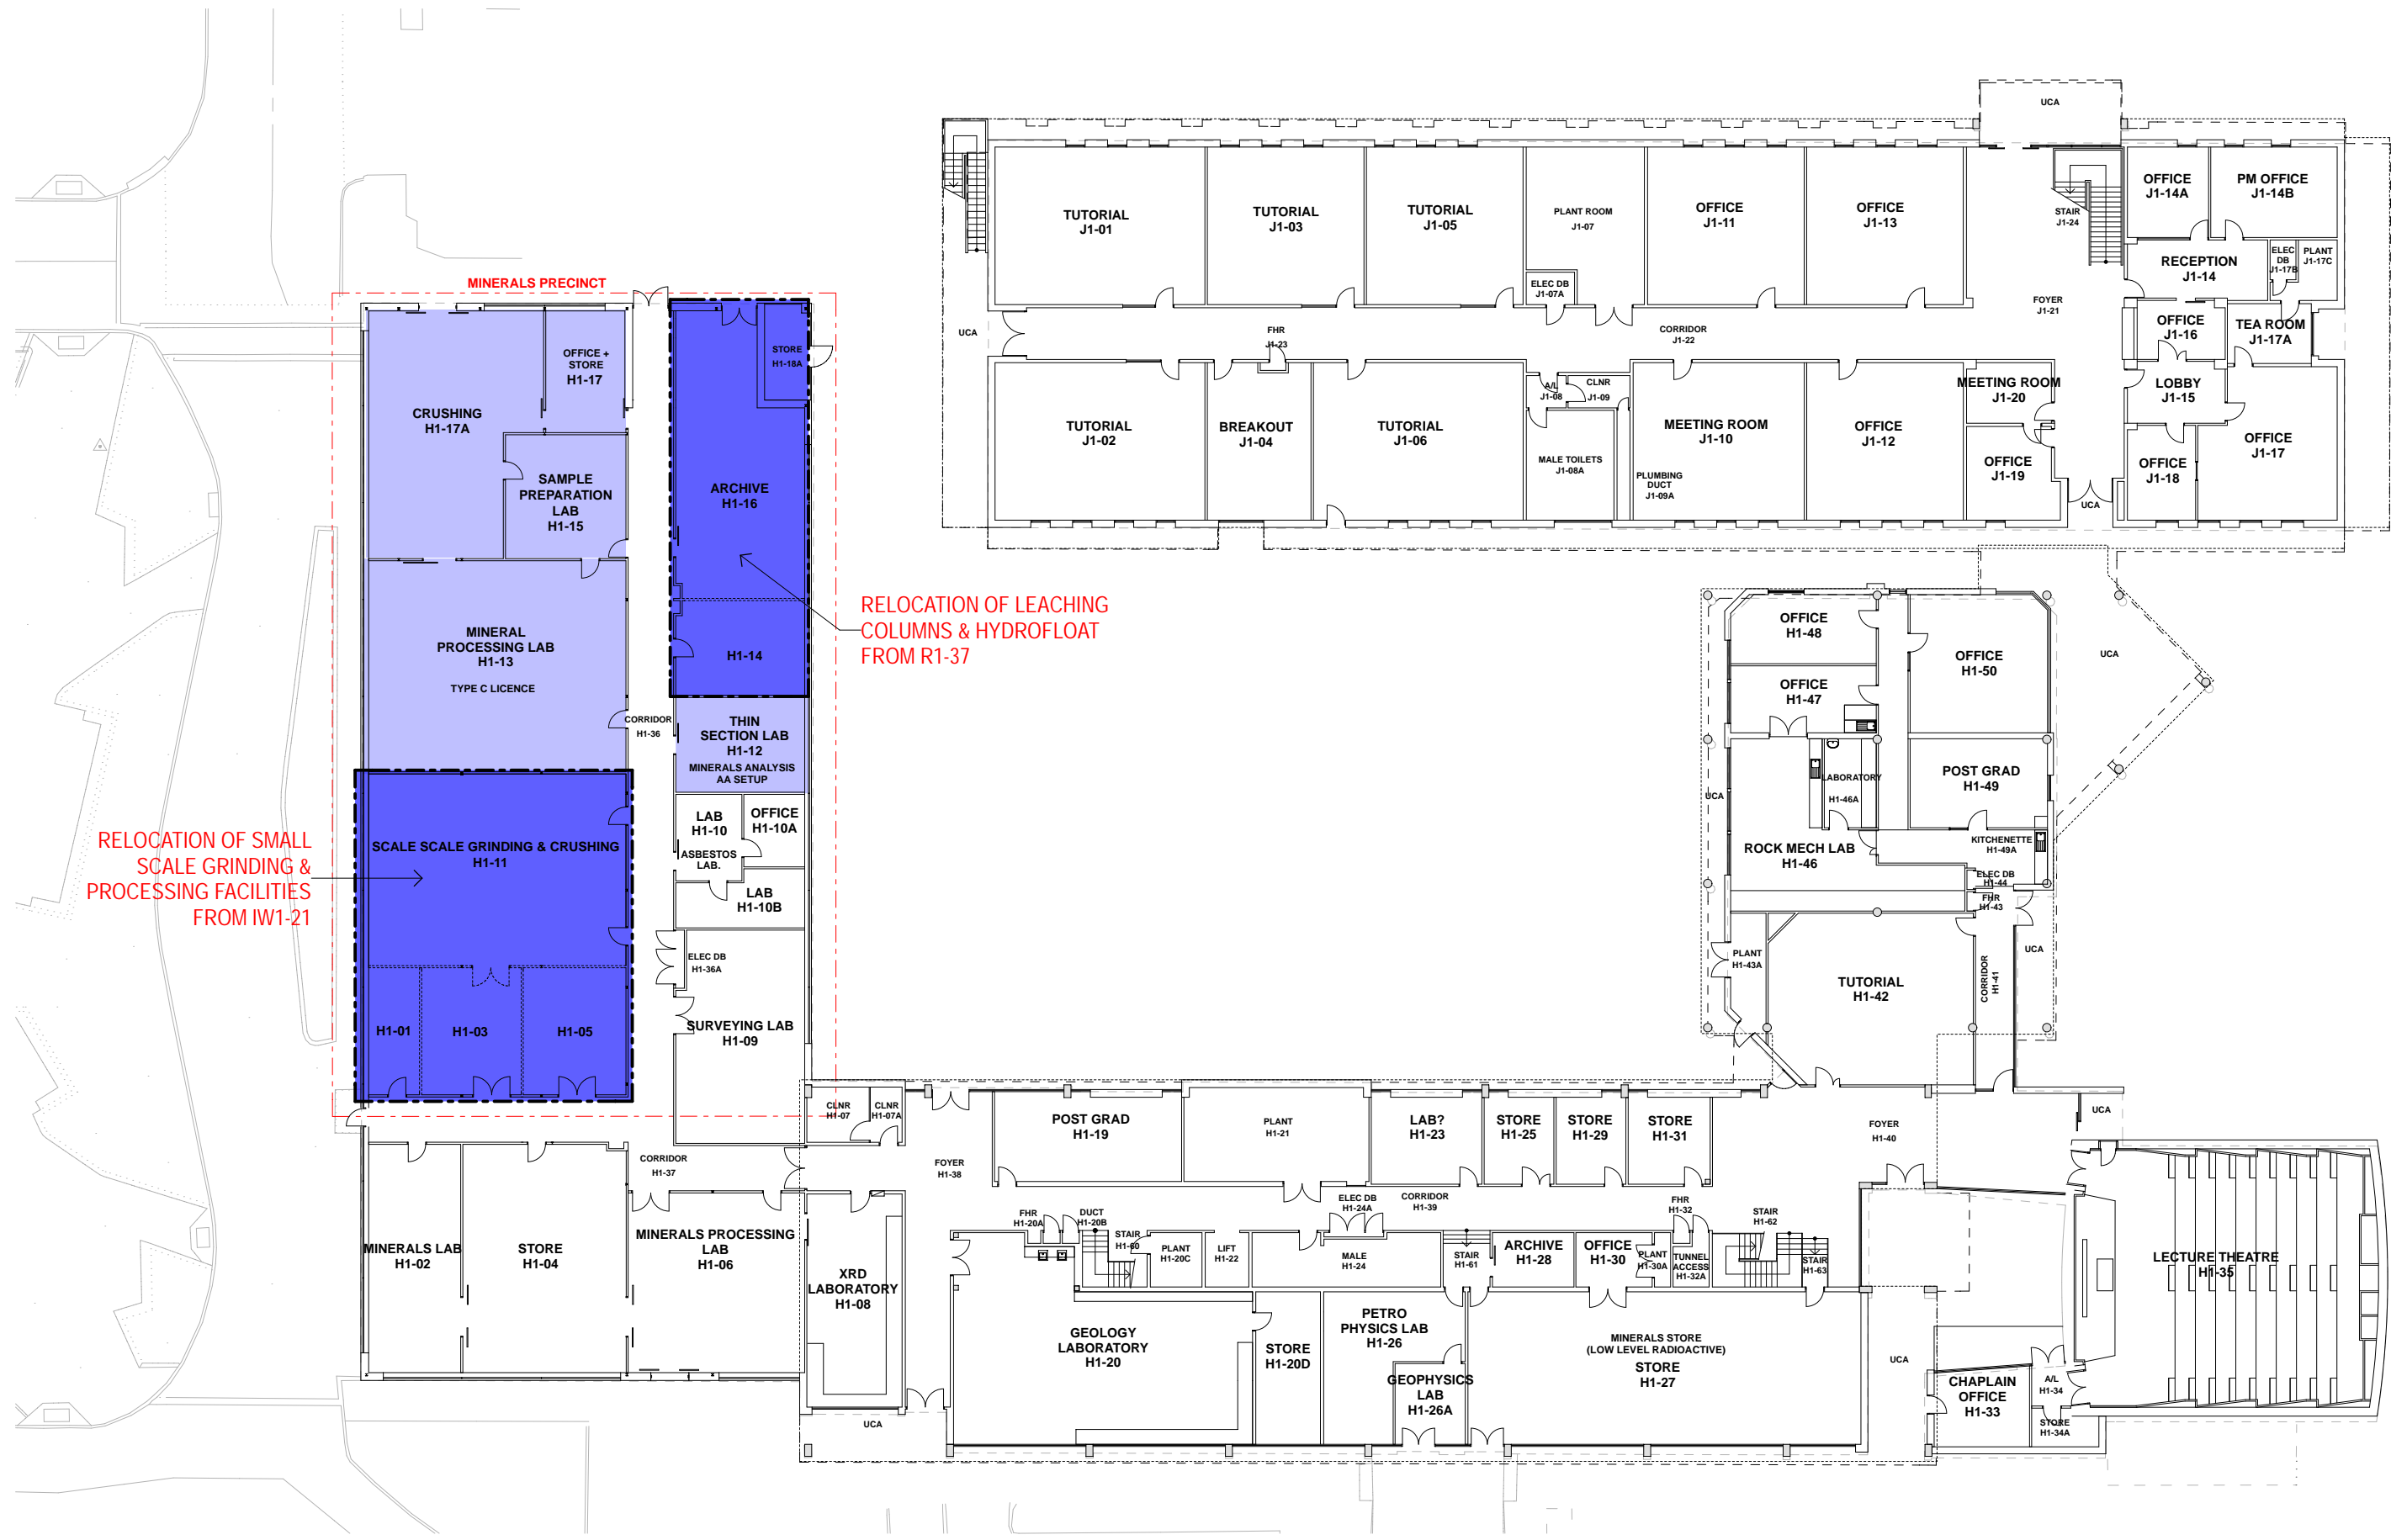 UCA
TUTORIAL
J1-01
TUTORIAL
J1-03
TUTORIAL
J1-05
PLANT ROOM
J1-07
ELEC DB
J1-07A
OFFICE
J1-11
OFFICE
J1-13
STAIR
J1-24
OFFICE
J1-14A
PM OFFICE
J1-14B
RECEPTION
J1-14
ELEC
DB
J1-17B
PLANT
J1-17C
FOYER
J1-21
OFFICE
J1-16
TEA ROOM
J1-17A
UCA
FHR
J1-23
CORRIDOR
J1-22
TUTORIAL
J1-02
BREAKOUT
J1-04
TUTORIAL
J1-06
A/L
J1-08
CLNR
J1-09
MALE TOILETS
J1-08A
PLUMBING
DUCT
J1-09A
MEETING ROOM
J1-10
OFFICE
J1-12
MEETING ROOM
J1-20
OFFICE
J1-19
LOBBY
J1-15
OFFICE
J1-18
OFFICE
J1-17
UCA
MINERALS PRECINCT
CRUSHING
H1-17A
OFFICE +
STORE
H1-17
SAMPLE
PREPARATION
LAB
H1-15
STORE
H1-18A
ARCHIVE
H1-16
H1-14
RELOCATION OF LEACHING
COLUMNS & HYDROFLOAT
FROM R1-37
MINERAL
PROCESSING LAB
H1-13
TYPE C LICENCE
CORRIDOR
H1-36
THIN
SECTION LAB
H1-12
MINERALS ANALYSIS
AA SETUP
LAB
H1-10
ASBESTOS
LAB.
OFFICE
H1-10A
LAB
H1-10B
RELOCATION OF SMALL
SCALE GRINDING &
PROCESSING FACILITIES
FROM IW1-21
SCALE SCALE GRINDING & CRUSHING
H1-11
H1-01
H1-03
H1-05
ELEC DB
H1-36A
SURVEYING LAB
H1-09
OFFICE
H1-48
OFFICE
H1-47
OFFICE
H1-50
UCA
LABORATORY
H1-46A
POST GRAD
H1-49
UCA
ROCK MECH LAB
H1-46
KITCHENETTE
H1-49A
ELEC DB
H1-44
FHR
H1-43
PLANT
H1-43A
TUTORIAL
H1-42
CORRIDOR
H1-41
UCA
CLNR
H1-07
CLNR
H1-07A
POST GRAD
H1-19
PLANT
H1-21
LAB?
H1-23
STORE
H1-25
STORE
H1-29
STORE
H1-31
FOYER
H1-40
UCA
CORRIDOR
H1-37
FOYER
H1-38
MINERALS LAB
H1-02
STORE
H1-04
MINERALS PROCESSING
LAB
H1-06
XRD
LABORATORY
H1-08
FHR
H1-20A
DUCT
H1-20B
STAIR
H1-60
PLANT
H1-20C
LIFT
H1-22
ELEC DB
H1-24A
CORRIDOR
H1-39
MALE
H1-24
STAIR
H1-61
ARCHIVE
H1-28
OFFICE
H1-30
PLANT
H1-30A
FHR
H1-32
TUNNEL
ACCESS
H1-32A
STAIR
H1-62
STAIR
H1-63
LECTURE THEATRE
H1-35
GEOLOGY
LABORATORY
H1-20
STORE
H1-20D
PETRO
PHYSICS LAB
H1-26
GEOPHYSICS
LAB
H1-26A
MINERALS STORE
(LOW LEVEL RADIOACTIVE)
STORE
H1-27
UCA
CHAPLAIN
OFFICE
H1-33
A/L
H1-34
STORE
H1-34A
UCA